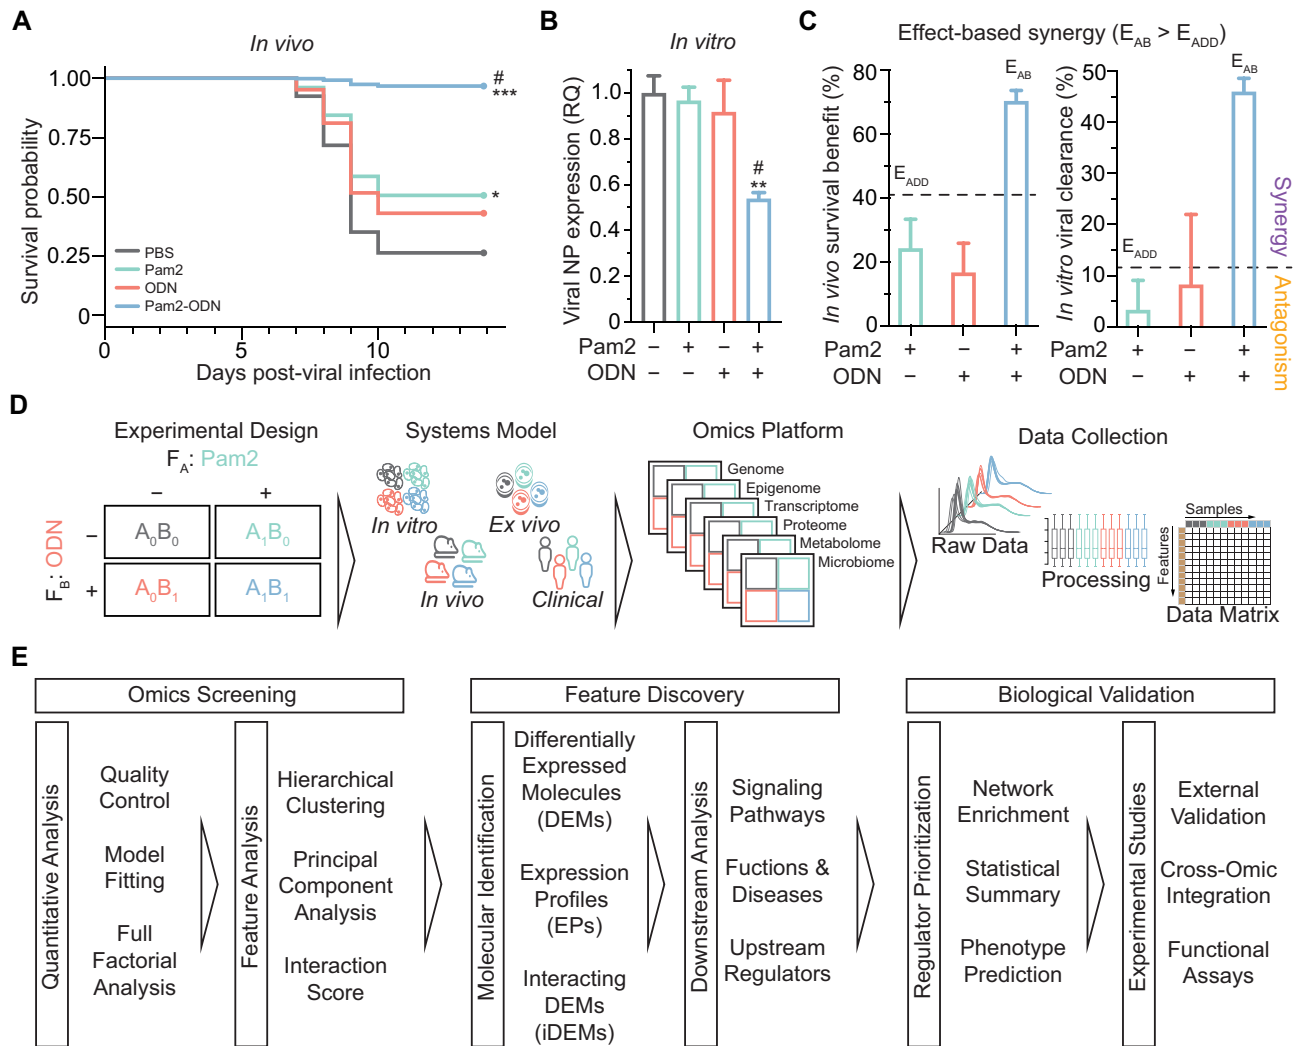 A
In vivo
Survival probability
1.00
0.75
0.50
0.25
0
#
***
*
PBS
Pam2
ODN
Pam2-ODN
0
5
10
Days post-viral infection
B
In vitro
Viral NP expression (RQ)
1.0
0.8
0.6
0.4
0.2
0
#
**
Pam2 − + − +
ODN − − + +
C
Effect-based synergy (E_AB > E_ADD)
In vivo survival benefit (%)
80
60
40
20
0
E_ADD
E_AB
Pam2 + − +
ODN − + +
In vitro viral clearance (%)
50
40
30
20
10
0
E_ADD
E_AB
Pam2 + − +
ODN − + +
Synergy
Antagonism
D
Experimental Design
F_A: Pam2
− +
F_B: ODN
−
A₀B₀ A₁B₀
+
A₀B₁ A₁B₁
Systems Model
In vitro
Ex vivo
In vivo
Clinical
Omics Platform
Genome
Epigenome
Transcriptome
Proteome
Metabolome
Microbiome
Data Collection
Raw Data
Processing
Samples
Features
Data Matrix
E
Omics Screening
Quantitative Analysis
Quality
Control
Model
Fitting
Full
Factorial
Analysis
Feature Analysis
Hierarchical
Clustering
Principal
Component
Analysis
Interaction
Score
Feature Discovery
Molecular Identification
Differentially
Expressed
Molecules
(DEMs)
Expression
Profiles
(EPs)
Interacting
DEMs
(iDEMs)
Downstream Analysis
Signaling
Pathways
Fuctions &
Diseases
Upstream
Regulators
Biological Validation
Regulator Prioritization
Network
Enrichment
Statistical
Summary
Phenotype
Prediction
Experimental Studies
External
Validation
Cross-Omic
Integration
Functional
Assays